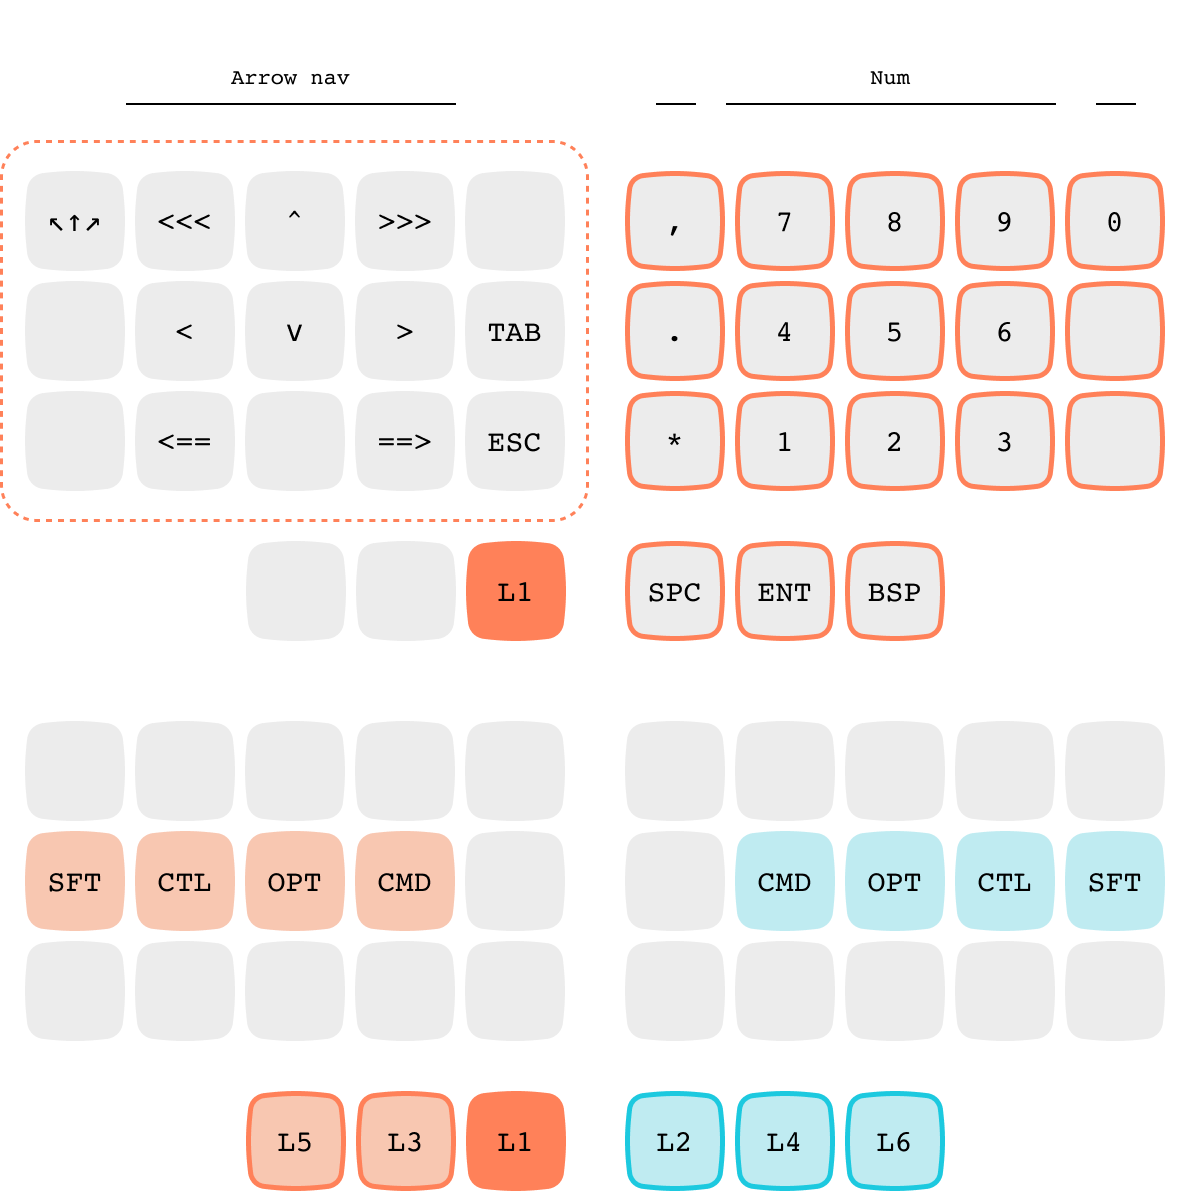 Arrow nav Num
↖↑↗ <<< ^ >>> , 7 8 9 0
< v > TAB . 4 5 6
<== ==> ESC * 1 2 3
L1 SPC ENT BSP
SFT CTL OPT CMD CMD OPT CTL SFT
L5 L3 L1 L2 L4 L6